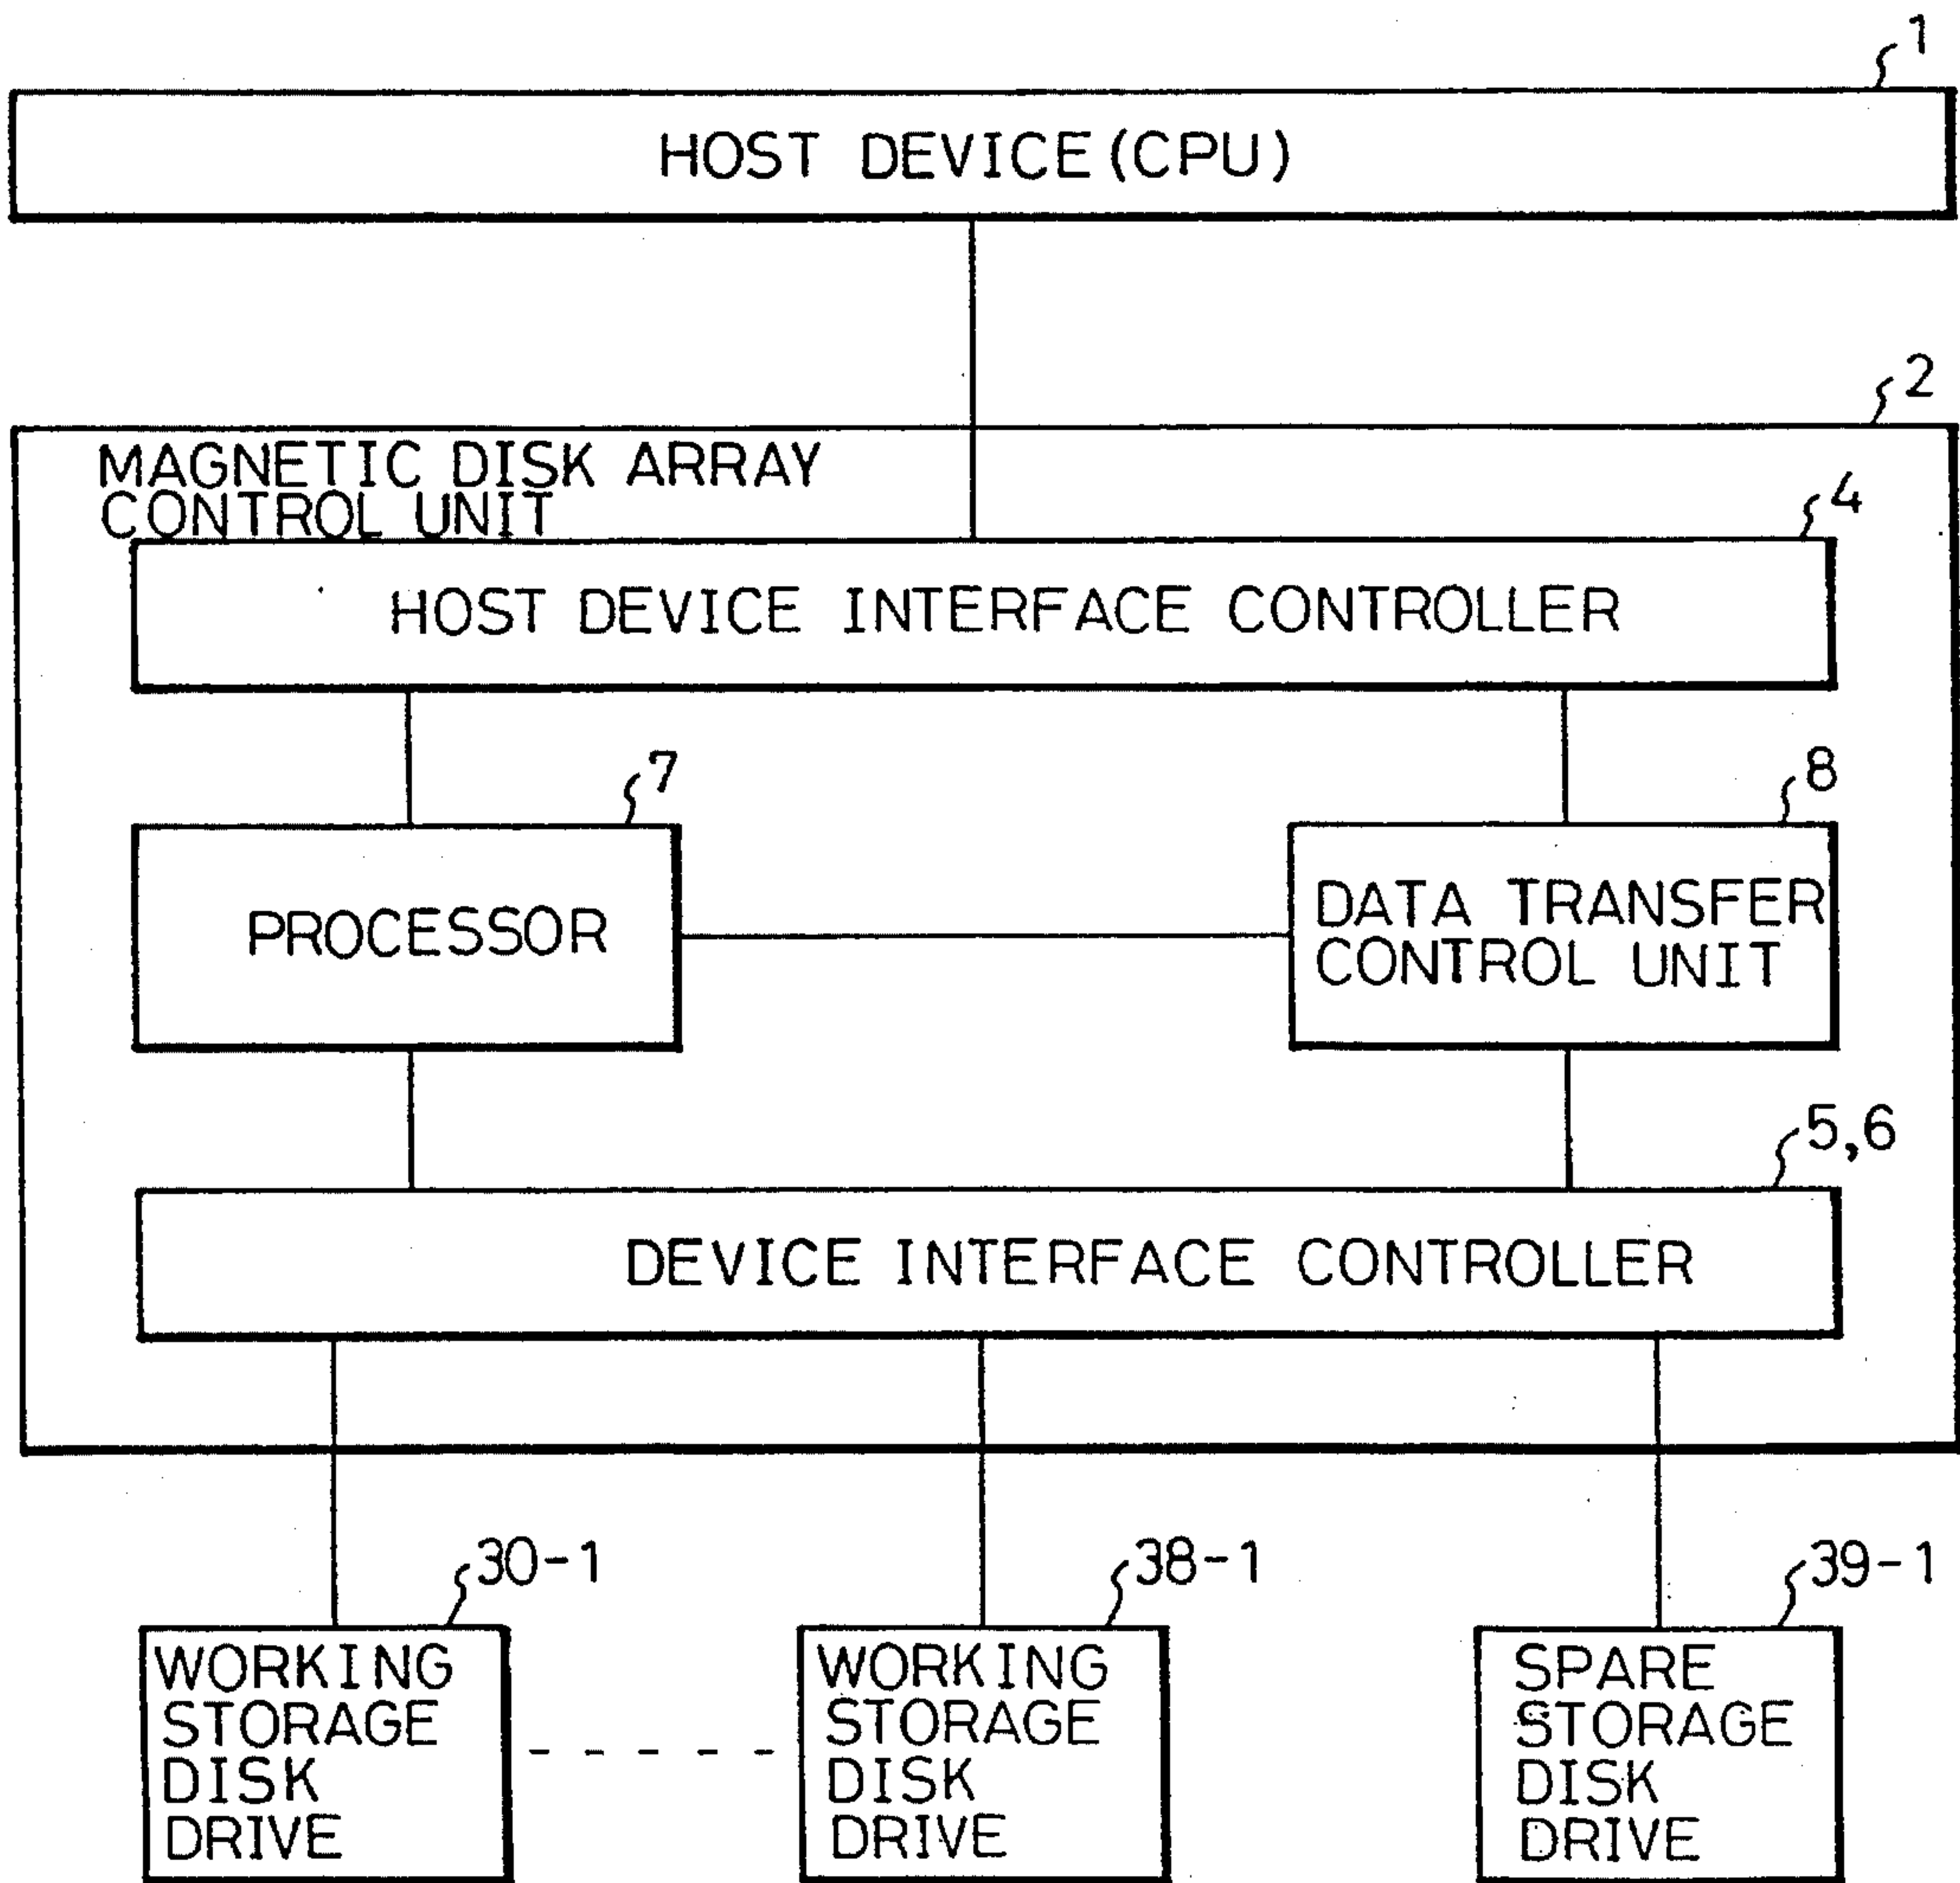 1
HOST DEVICE(CPU)
2
MAGNETIC DISK ARRAY
CONTROL UNIT
4
HOST DEVICE INTERFACE CONTROLLER
7
8
PROCESSOR
DATA TRANSFER
CONTROL UNIT
5,6
DEVICE INTERFACE CONTROLLER
30-1
38-1
39-1
WORKING
STORAGE
DISK
DRIVE
WORKING
STORAGE
DISK
DRIVE
SPARE
STORAGE
DISK
DRIVE